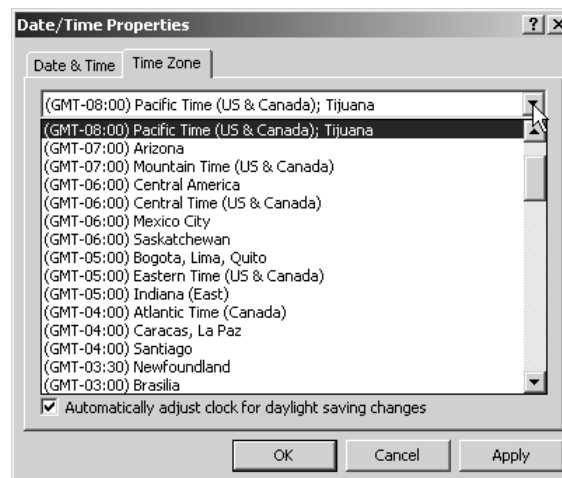 Date/Time Properties
Date & Time Time Zone
(GMT-08:00) Pacific Time (US & Canada); Tijuana
(GMT-08:00) Pacific Time (US & Canada); Tijuana
(GMT-07:00) Arizona
(GMT-07:00) Mountain Time (US & Canada)
(GMT-06:00) Central America
(GMT-06:00) Central Time (US & Canada)
(GMT-06:00) Mexico City
(GMT-06:00) Saskatchewan
(GMT-05:00) Bogota, Lima, Quito
(GMT-05:00) Eastern Time (US & Canada)
(GMT-05:00) Indiana (East)
(GMT-04:00) Atlantic Time (Canada)
(GMT-04:00) Caracas, La Paz
(GMT-04:00) Santiago
(GMT-03:30) Newfoundland
(GMT-03:00) Brasilia
Automatically adjust clock for daylight saving changes
OK Cancel Apply